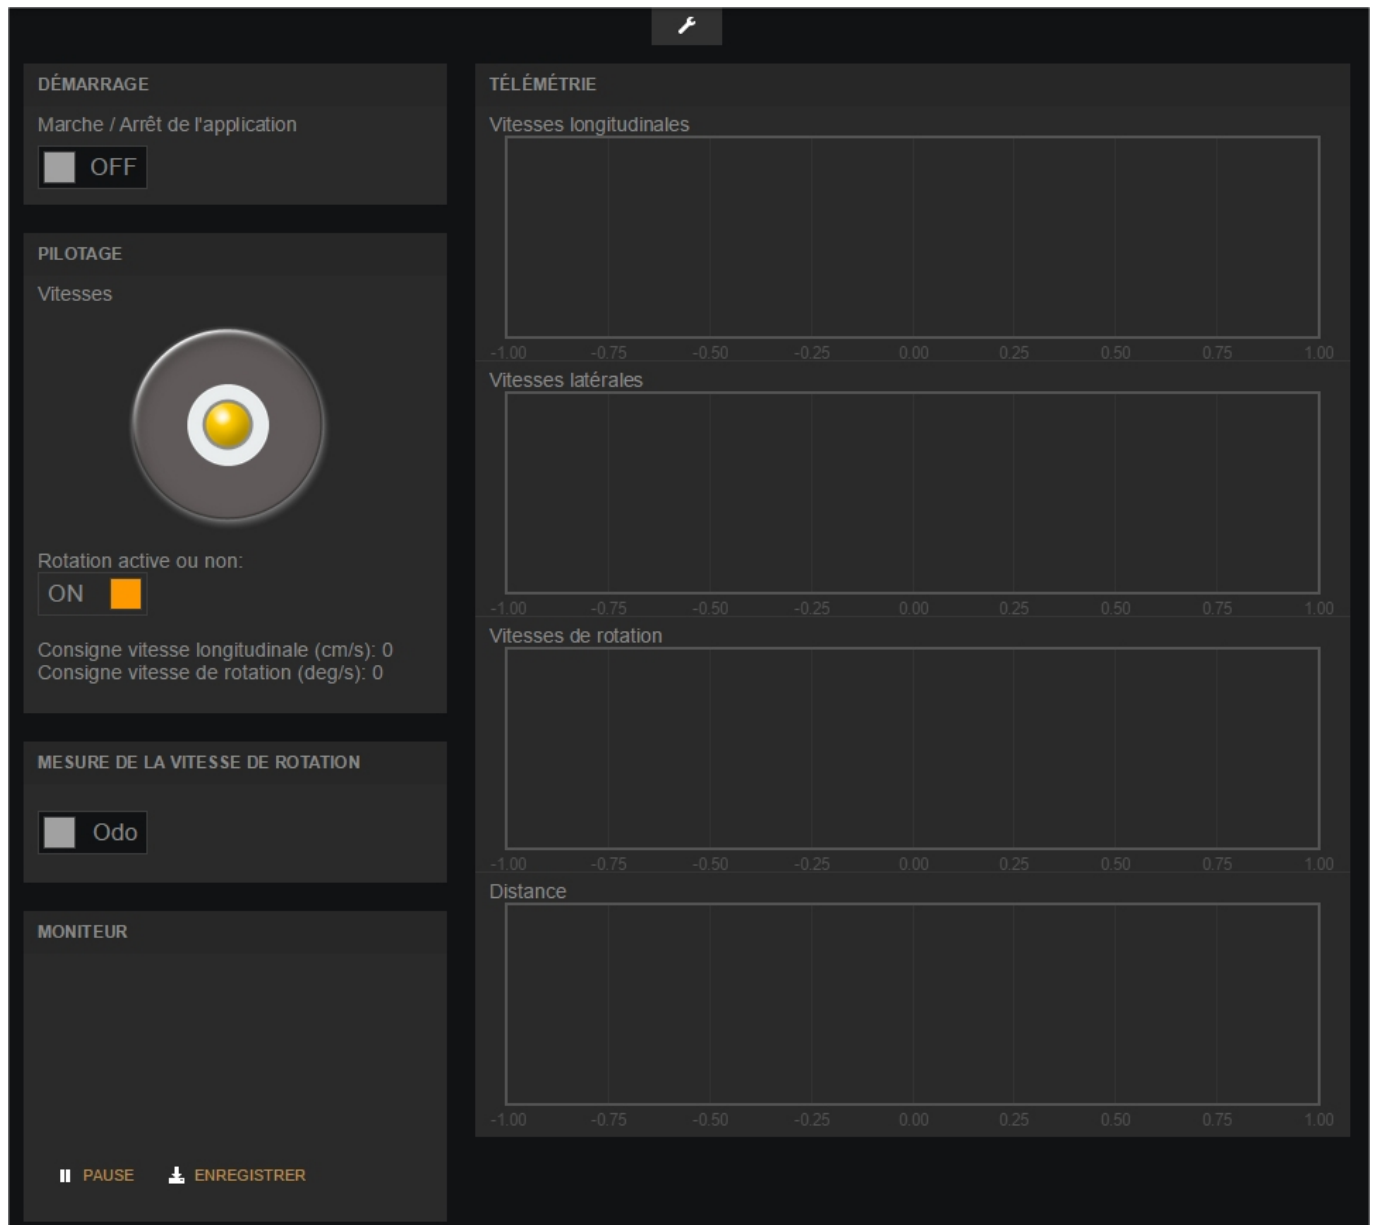 DÉMARRAGE
Marche / Arrêt de l'application
OFF
PILOTAGE
Vitesses
Rotation active ou non:
ON
Consigne vitesse longitudinale (cm/s): 0
Consigne vitesse de rotation (deg/s): 0
MESURE DE LA VITESSE DE ROTATION
Odo
MONITEUR
PAUSE ENREGISTRER
TÉLÉMÉTRIE
Vitesses longitudinales
-1.00 -0.75 -0.50 -0.25 0.00 0.25 0.50 0.75 1.00
Vitesses latérales
-1.00 -0.75 -0.50 -0.25 0.00 0.25 0.50 0.75 1.00
Vitesses de rotation
-1.00 -0.75 -0.50 -0.25 0.00 0.25 0.50 0.75 1.00
Distance
-1.00 -0.75 -0.50 -0.25 0.00 0.25 0.50 0.75 1.00